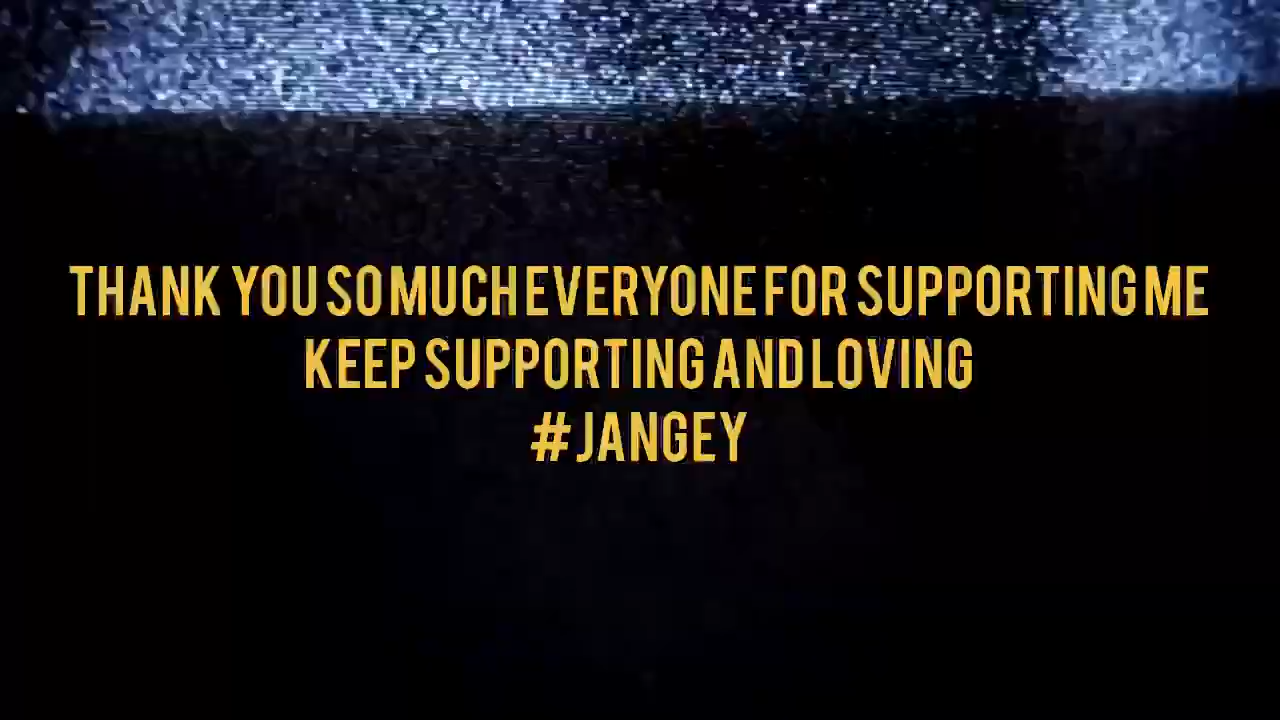 THANK YOU SO MUCH EVERYONE FOR SUPPORTING ME
KEEP SUPPORTING AND LOVING
#JANGEY